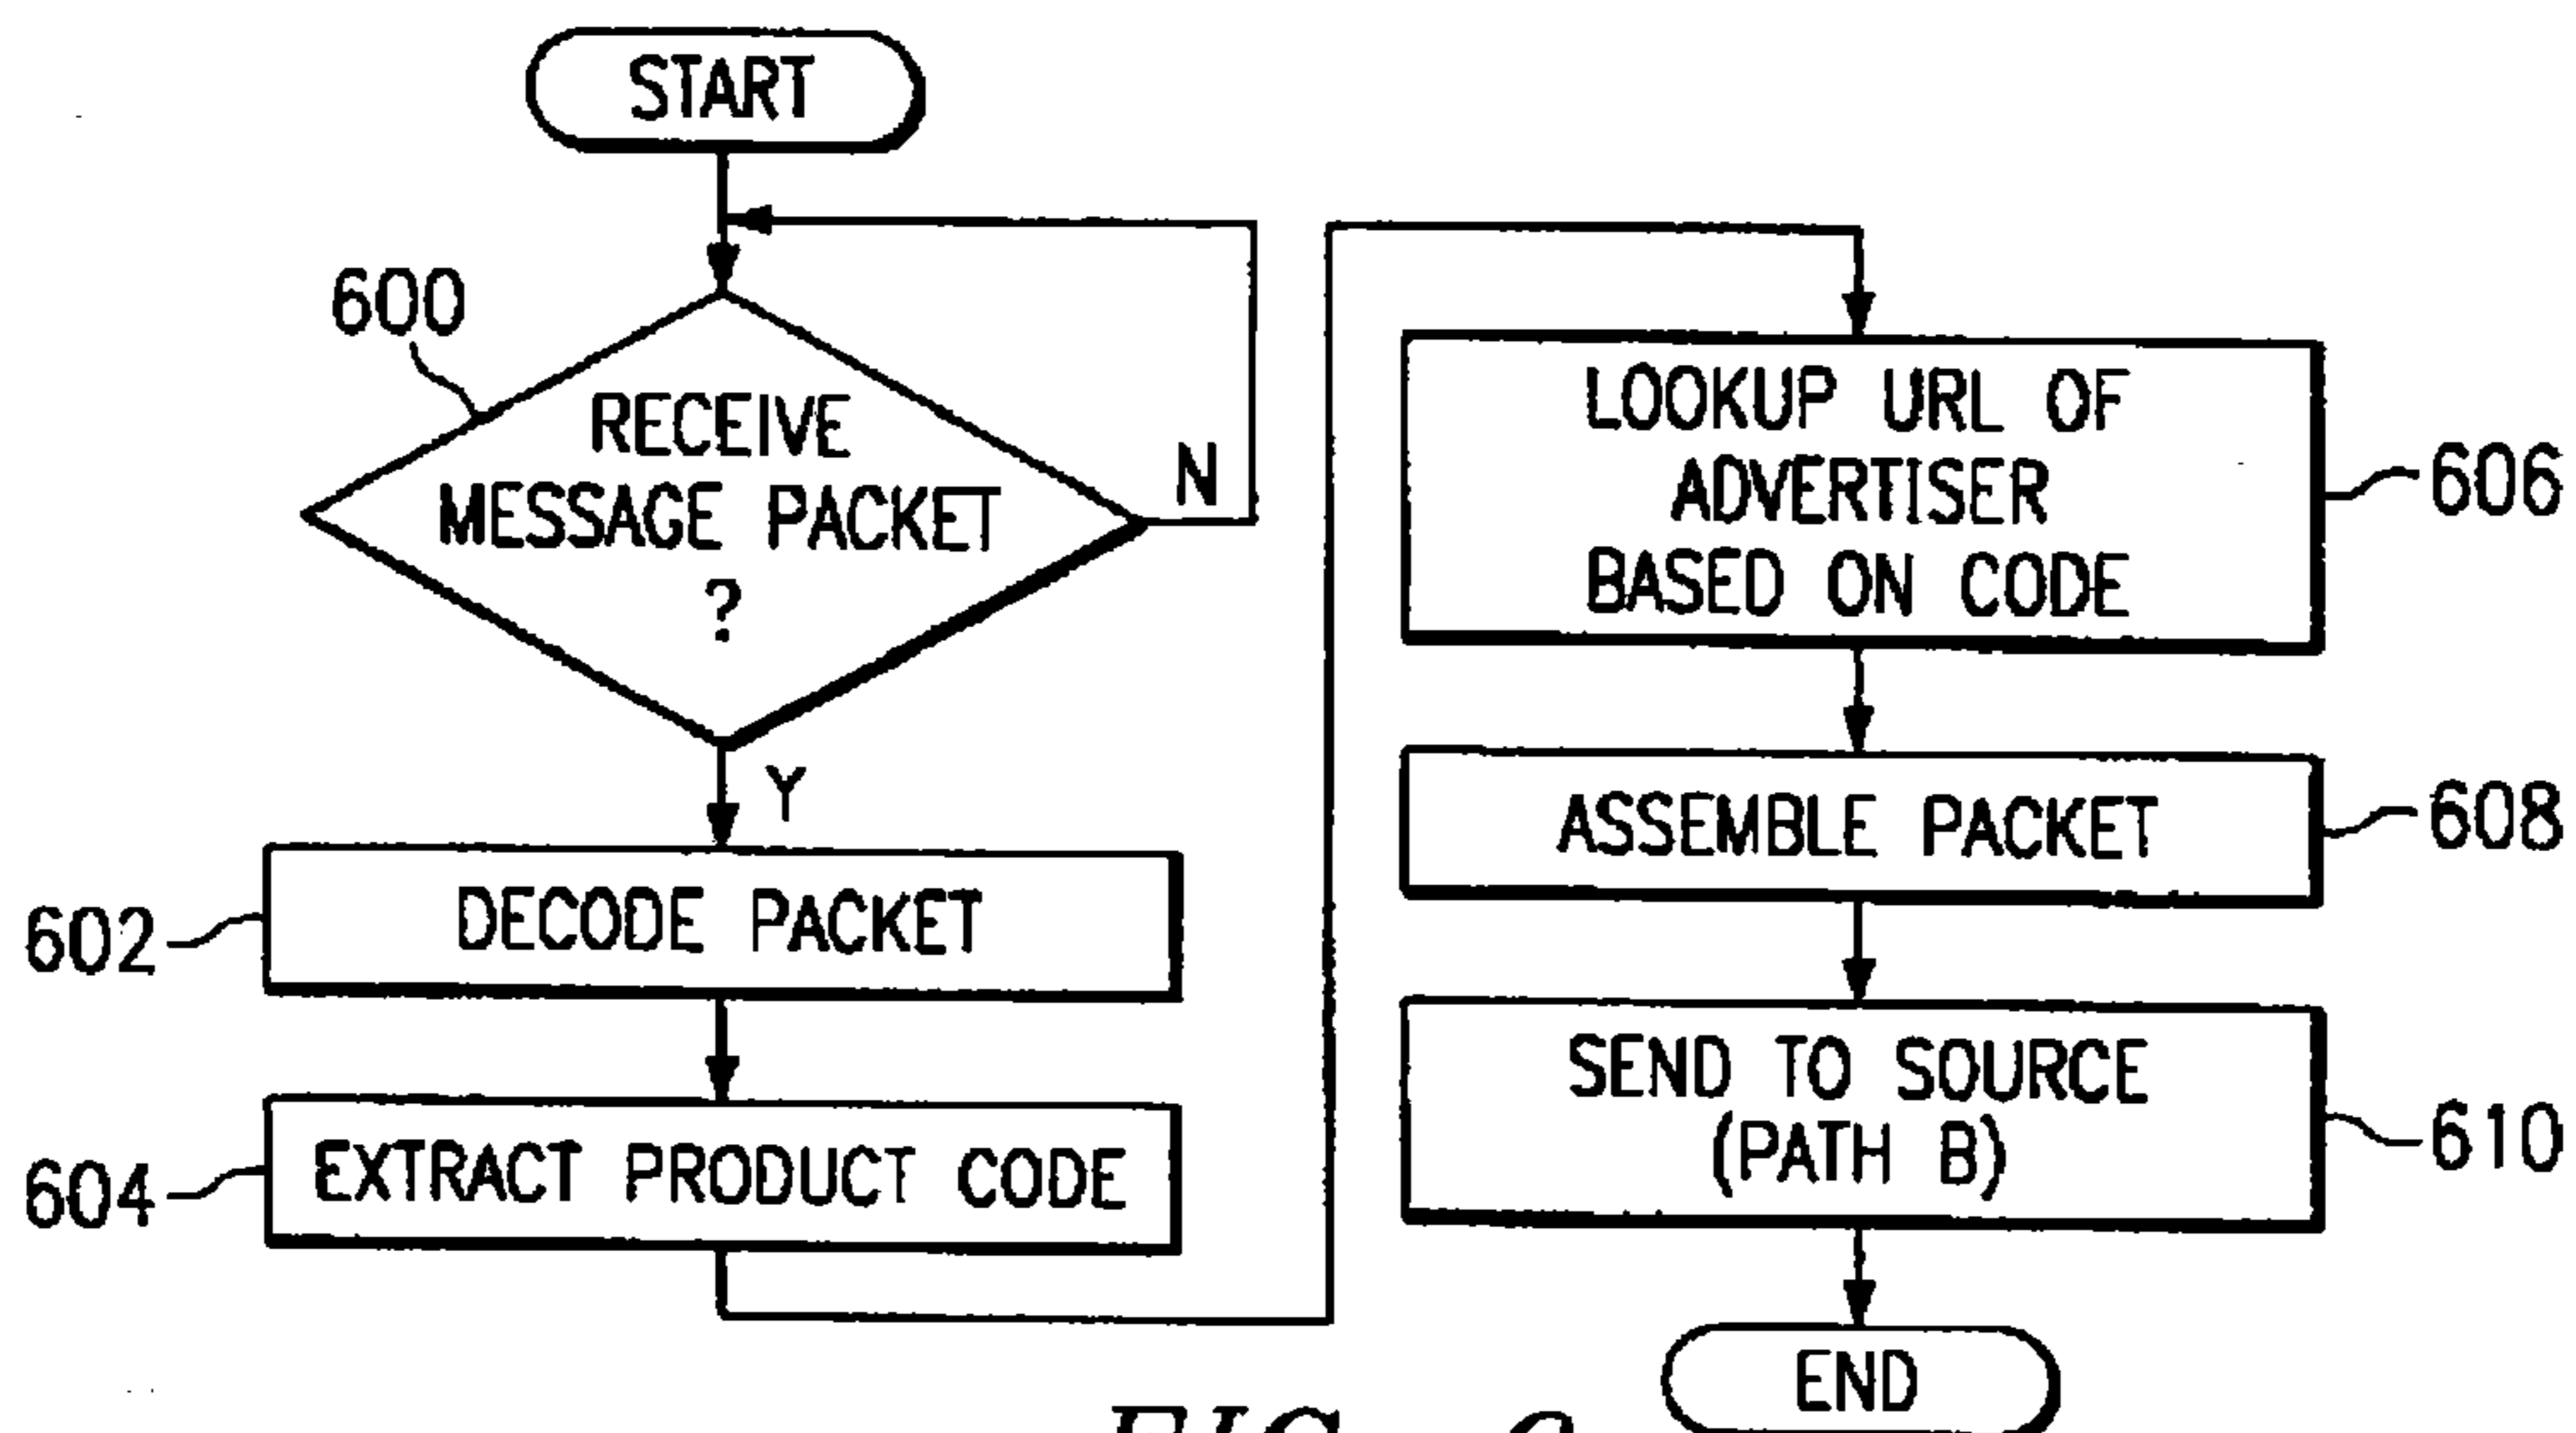 START
600
RECEIVE
MESSAGE PACKET
?
N
Y
602
DECODE PACKET
604
EXTRACT PRODUCT CODE
LOOKUP URL OF
ADVERTISER
BASED ON CODE
606
ASSEMBLE PACKET
608
SEND TO SOURCE
(PATH B)
610
END